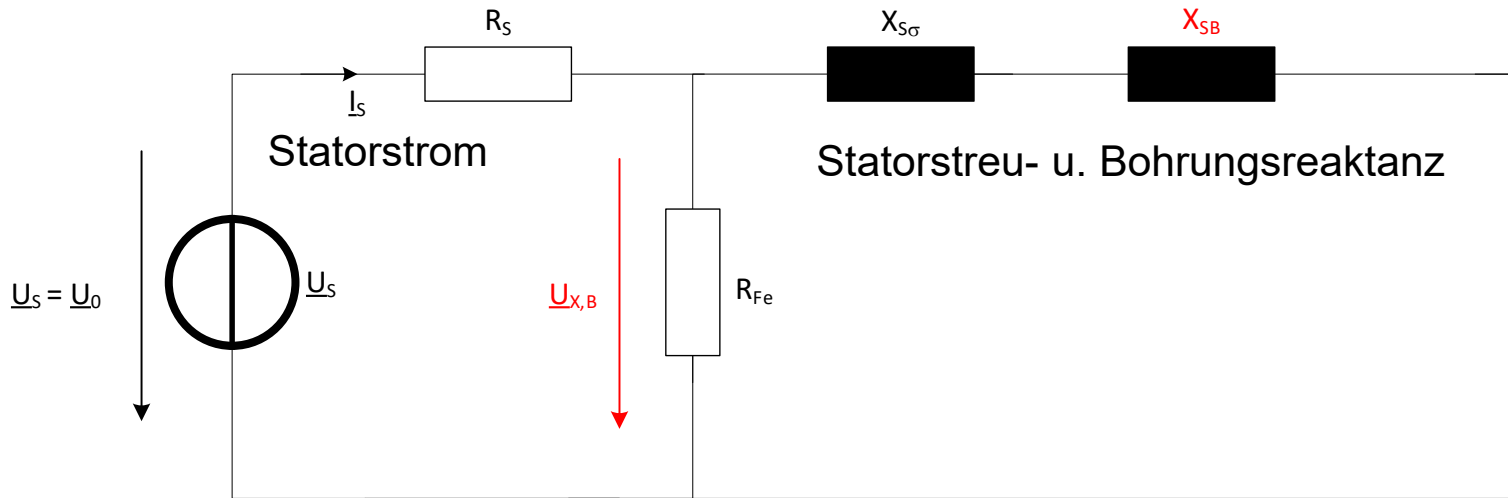 R_S
X_Sσ
X_SB
I_S
Statorstrom
Statorstreu- u. Bohrungsreaktanz
U_S = U_0
U_S
U_X,B
R_Fe